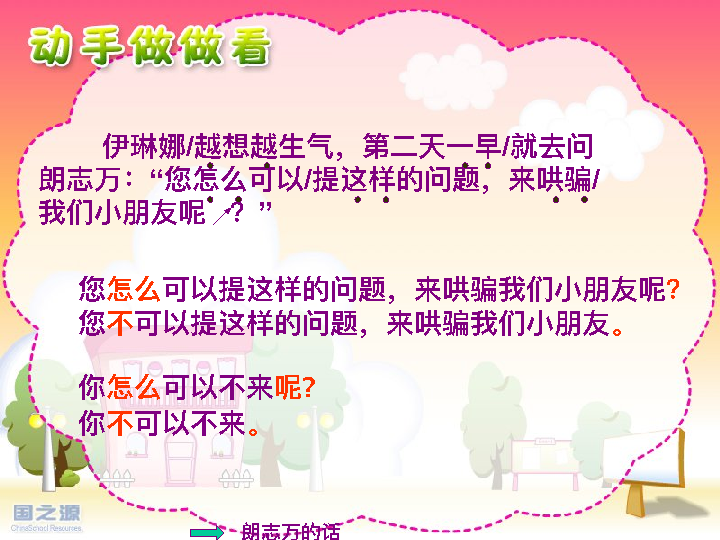 动手做做看
伊琳娜/越想越生气，第二天一早/就去问
朗志万：“您怎么可以/提这样的问题，来哄骗/
我们小朋友呢↗？”
您怎么可以提这样的问题，来哄骗我们小朋友呢?
您不可以提这样的问题，来哄骗我们小朋友。
你怎么可以不来呢?
你不可以不来。
国之源
ChinaSchool Resources
朗志万的话